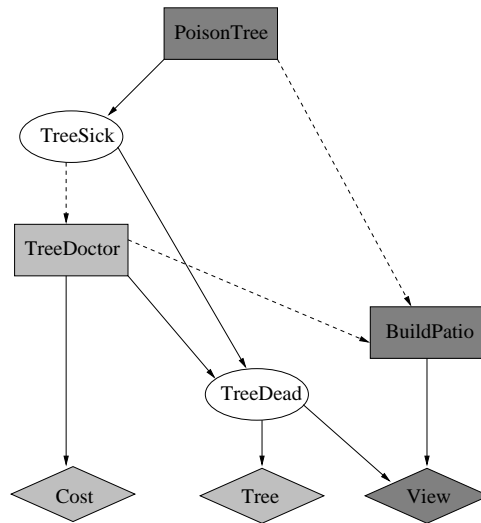 PoisonTree
TreeSick
TreeDoctor
BuildPatio
TreeDead
Cost
Tree
View